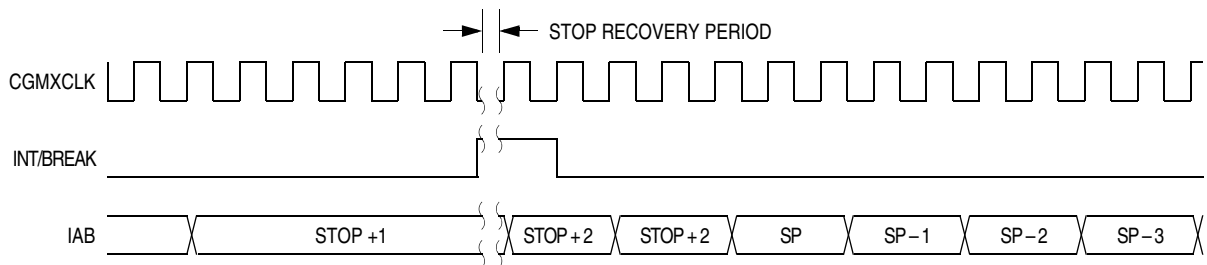 STOP RECOVERY PERIOD
CGMXCLK
INT/BREAK
IAB STOP +1 STOP + 2 STOP + 2 SP SP – 1 SP – 2 SP – 3